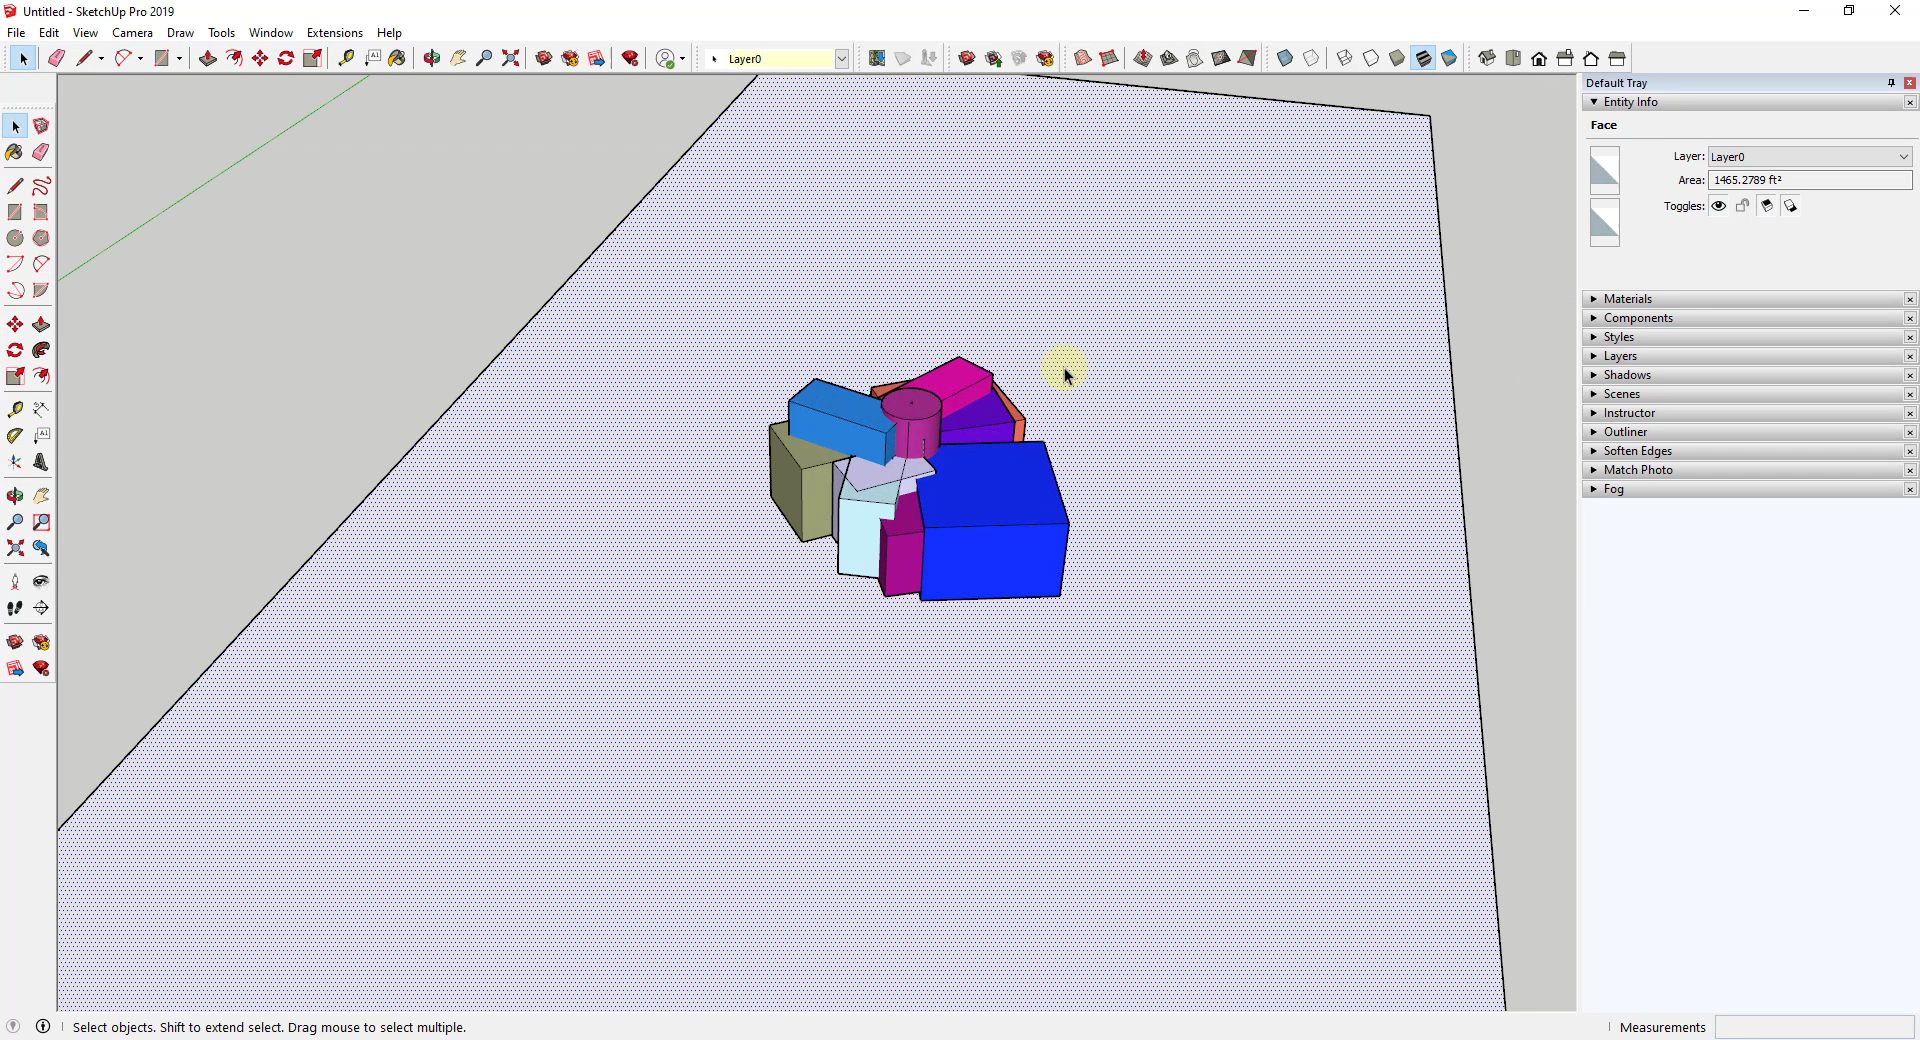 Untitled - SketchUp Pro 2019
File Edit View Camera Draw Tools Window Extensions Help
Layer0
Default Tray
Entity Info
Face
Layer: Layer0
Area: 1465.2789 ft²
Toggles:
Materials
Components
Styles
Layers
Shadows
Scenes
Instructor
Outliner
Soften Edges
Match Photo
Fog
Select objects. Shift to extend select. Drag mouse to select multiple.
Measurements